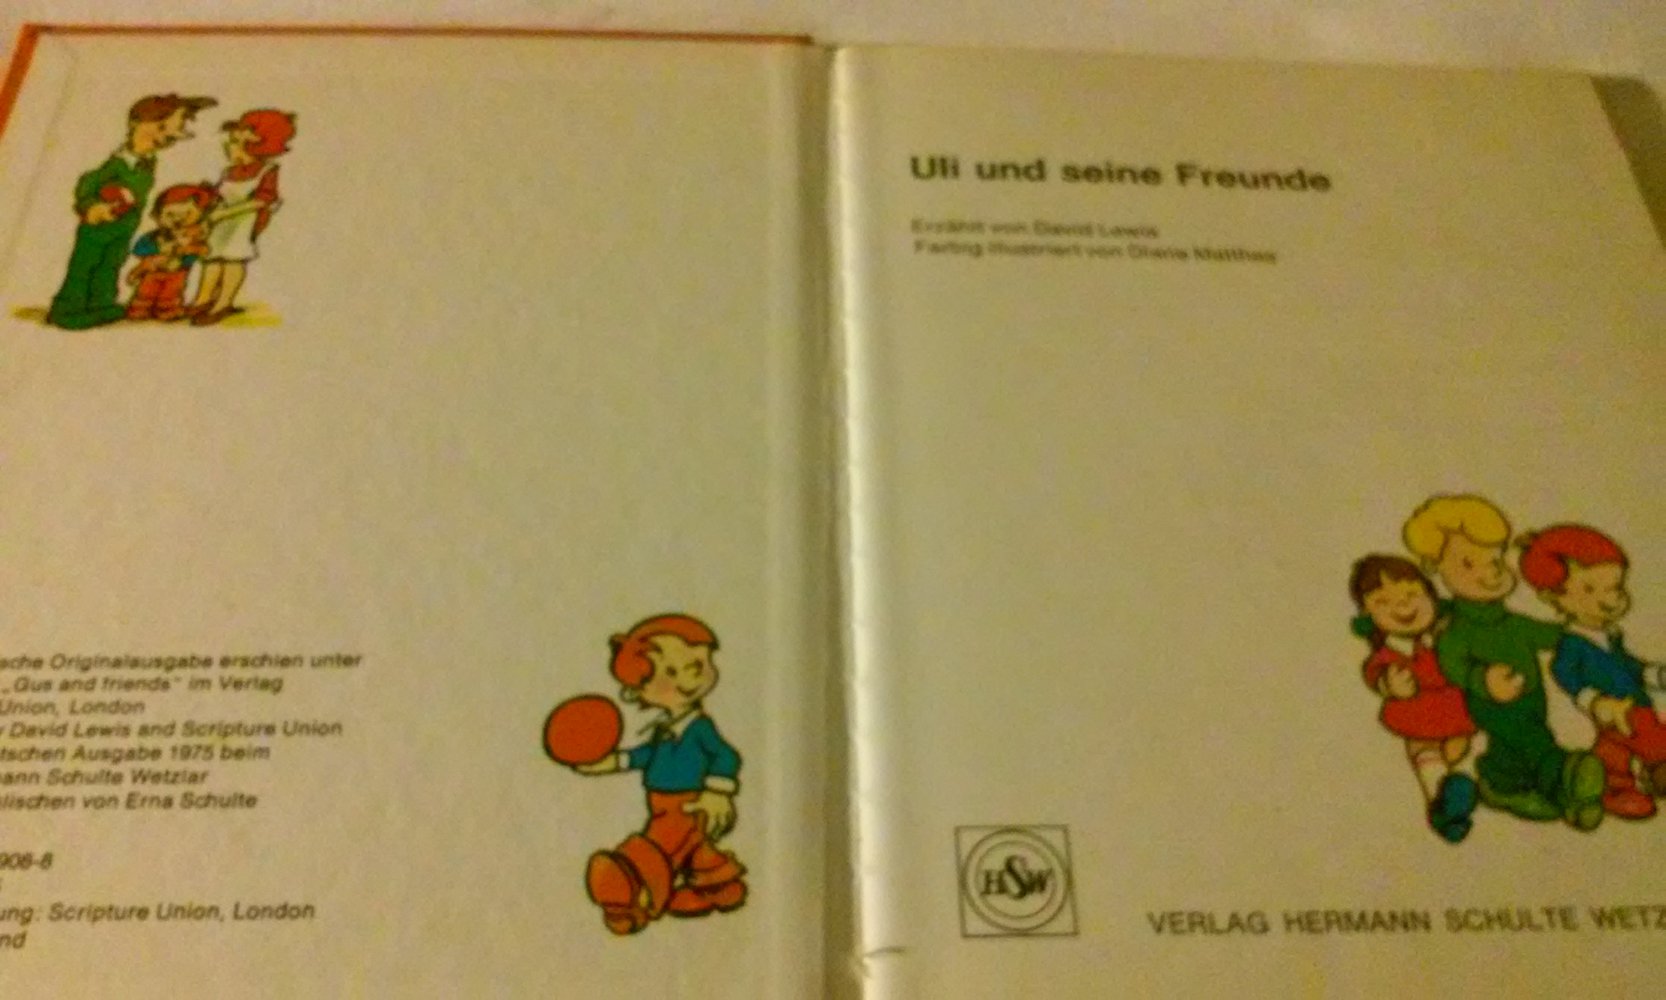 sche Originalausgabe erschien unter
„Gus and friends" im Verlag
Union, London
y David Lewis and Scripture Union
tschen Ausgabe 1975 beim
mann Schulte Wetzlar
lischen von Erna Schulte
908-8
ung: Scripture Union, London
nd
Uli und seine Freunde
Erzählt von David Lewis
Farbig illustriert von Diana
HSW
VERLAG HERMANN SCHULTE WETZ